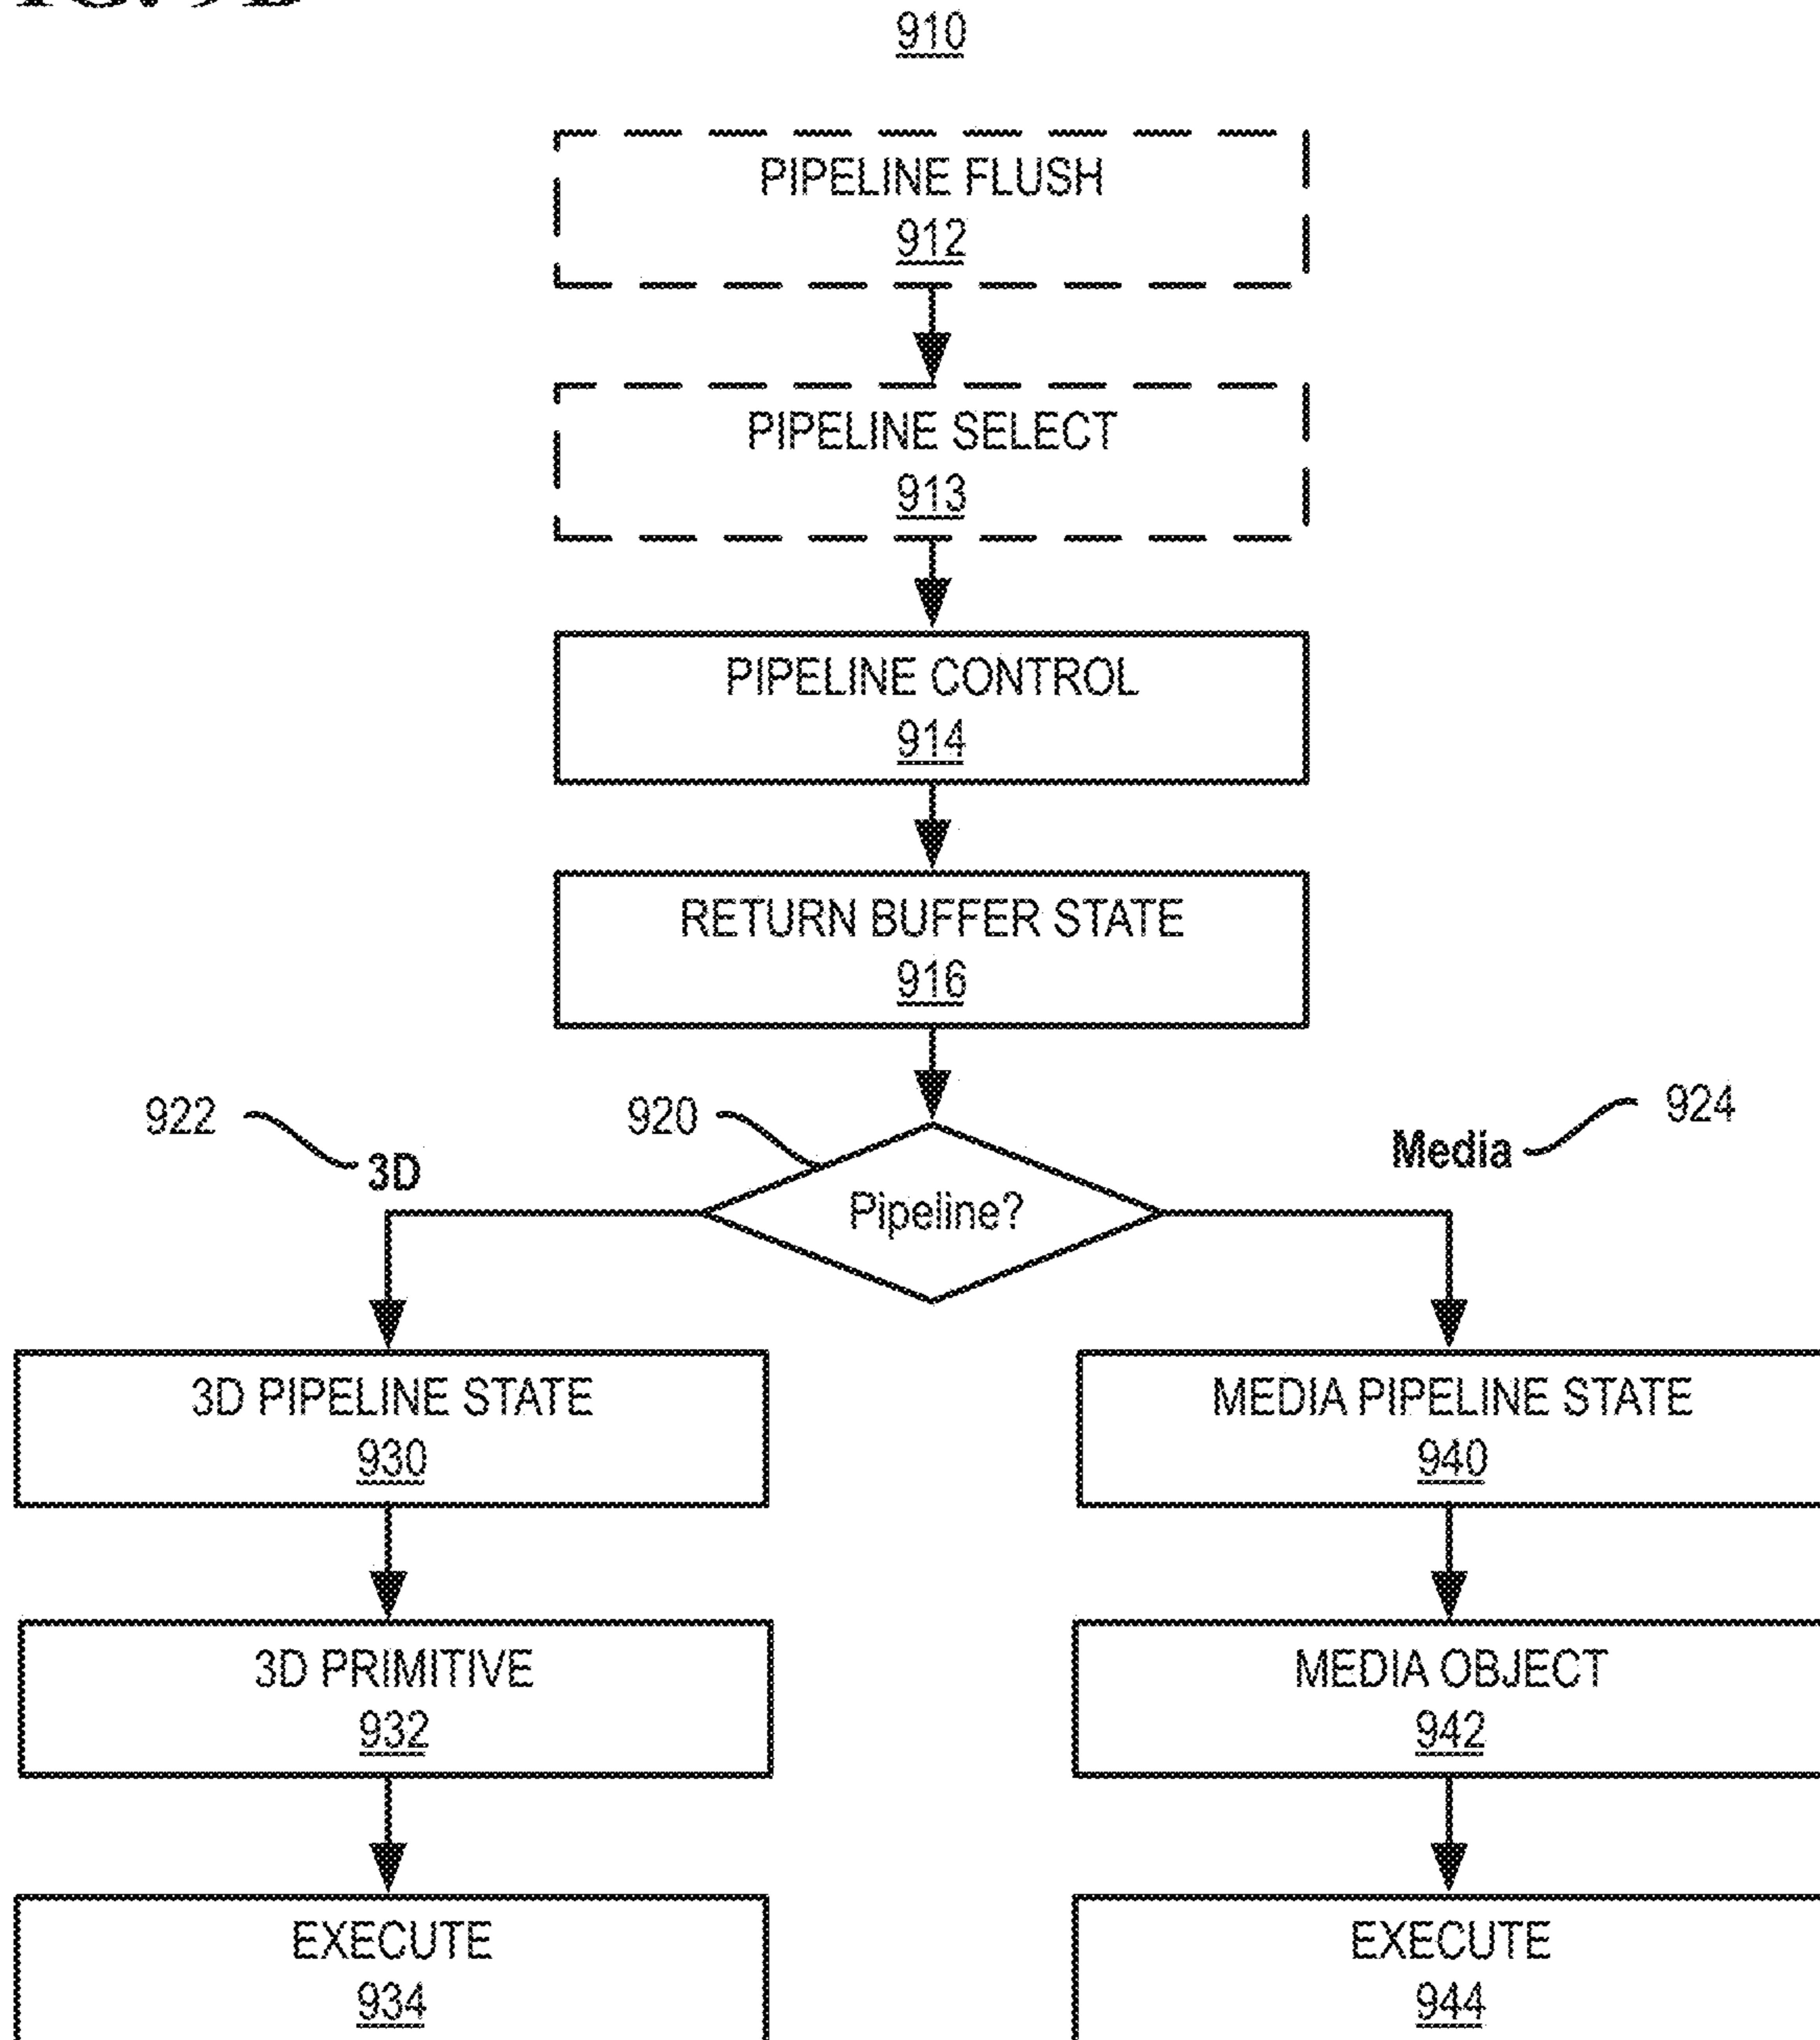 910
PIPELINE FLUSH
912
PIPELINE SELECT
913
PIPELINE CONTROL
914
RETURN BUFFER STATE
916
922
3D
920
Pipeline?
Media
924
3D PIPELINE STATE
930
MEDIA PIPELINE STATE
940
3D PRIMITIVE
932
MEDIA OBJECT
942
EXECUTE
934
EXECUTE
944